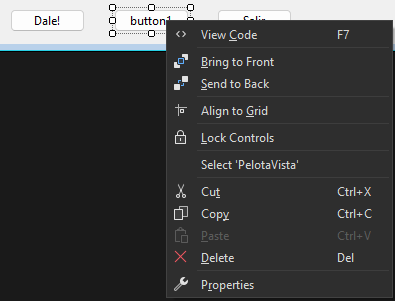 Dale!
button1
Salir
View Code F7
Bring to Front
Send to Back
Align to Grid
Lock Controls
Select 'PelotaVista'
Cut Ctrl+X
Copy Ctrl+C
Paste Ctrl+V
Delete Del
Properties